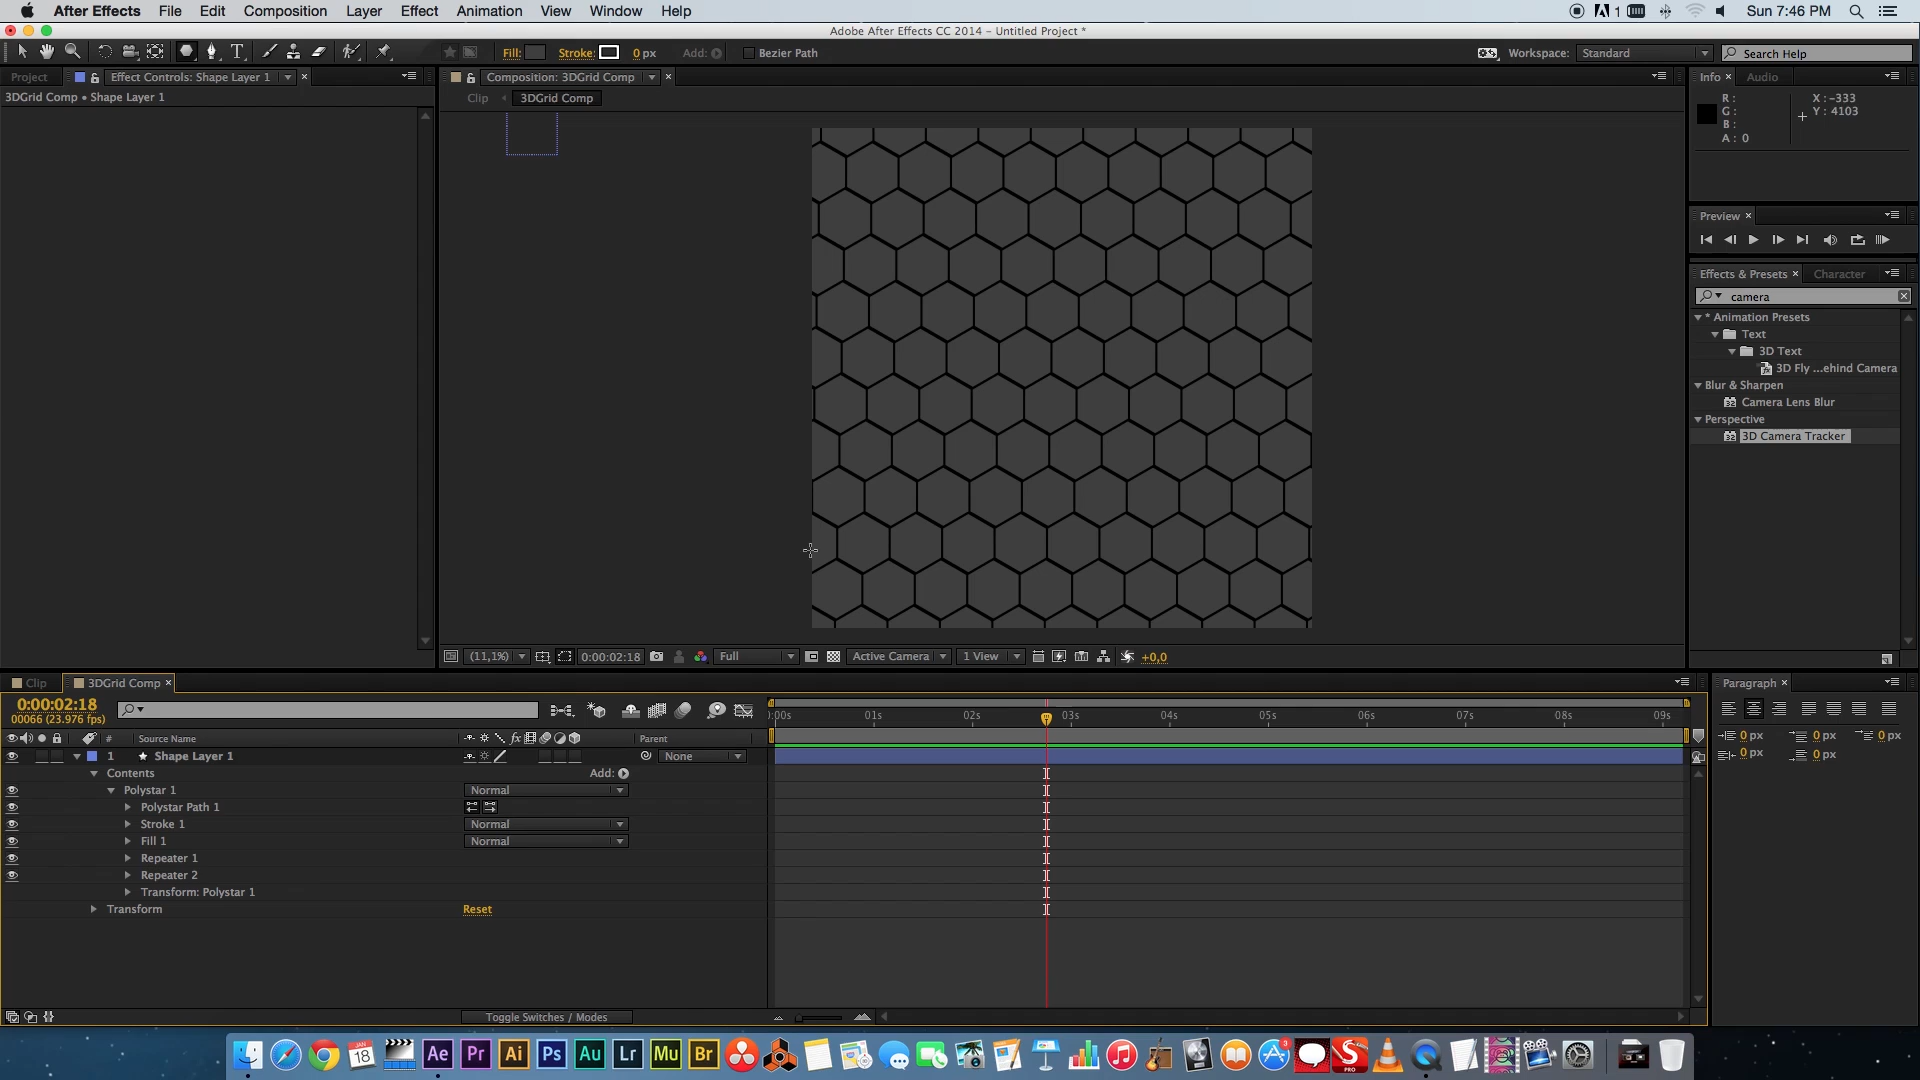 After Effects File Edit Composition Layer Effect Animation View Window Help 1 Sun 7:46 PM
Adobe After Effects CC 2014 - Untitled Project *
Fill: Stroke: 0 px Add: Bezier Path Workspace: Standard Search Help
Project Effect Controls: Shape Layer 1 Composition: 3DGrid Comp Info Audio
3DGrid Comp • Shape Layer 1 Clip 3DGrid Comp
R : X : -333
G : Y : 4103
B :
A : 0
Preview
Effects & Presets Character
camera
* Animation Presets
Text
3D Text
3D Fly ...ehind Camera
Blur & Sharpen
32 Camera Lens Blur
Perspective
32 3D Camera Tracker
(11,1%) 0:00:02:18 Full Active Camera 1 View +0,0
Clip 3DGrid Comp
0:00:02:18
00066 (23.976 fps)
:00s 01s 02s 03s 04s 05s 06s 07s 08s 09s
# Source Name fx Parent
1 Shape Layer 1 None
Contents Add:
Polystar 1 Normal
Polystar Path 1
Stroke 1 Normal
Fill 1 Normal
Repeater 1
Repeater 2
Transform: Polystar 1
Transform Reset
Toggle Switches / Modes
Paragraph
0 px 0 px 0 px
0 px 0 px
JAN 18 Ae Pr Ai Ps Au Lr Mu Br 3 S PRO